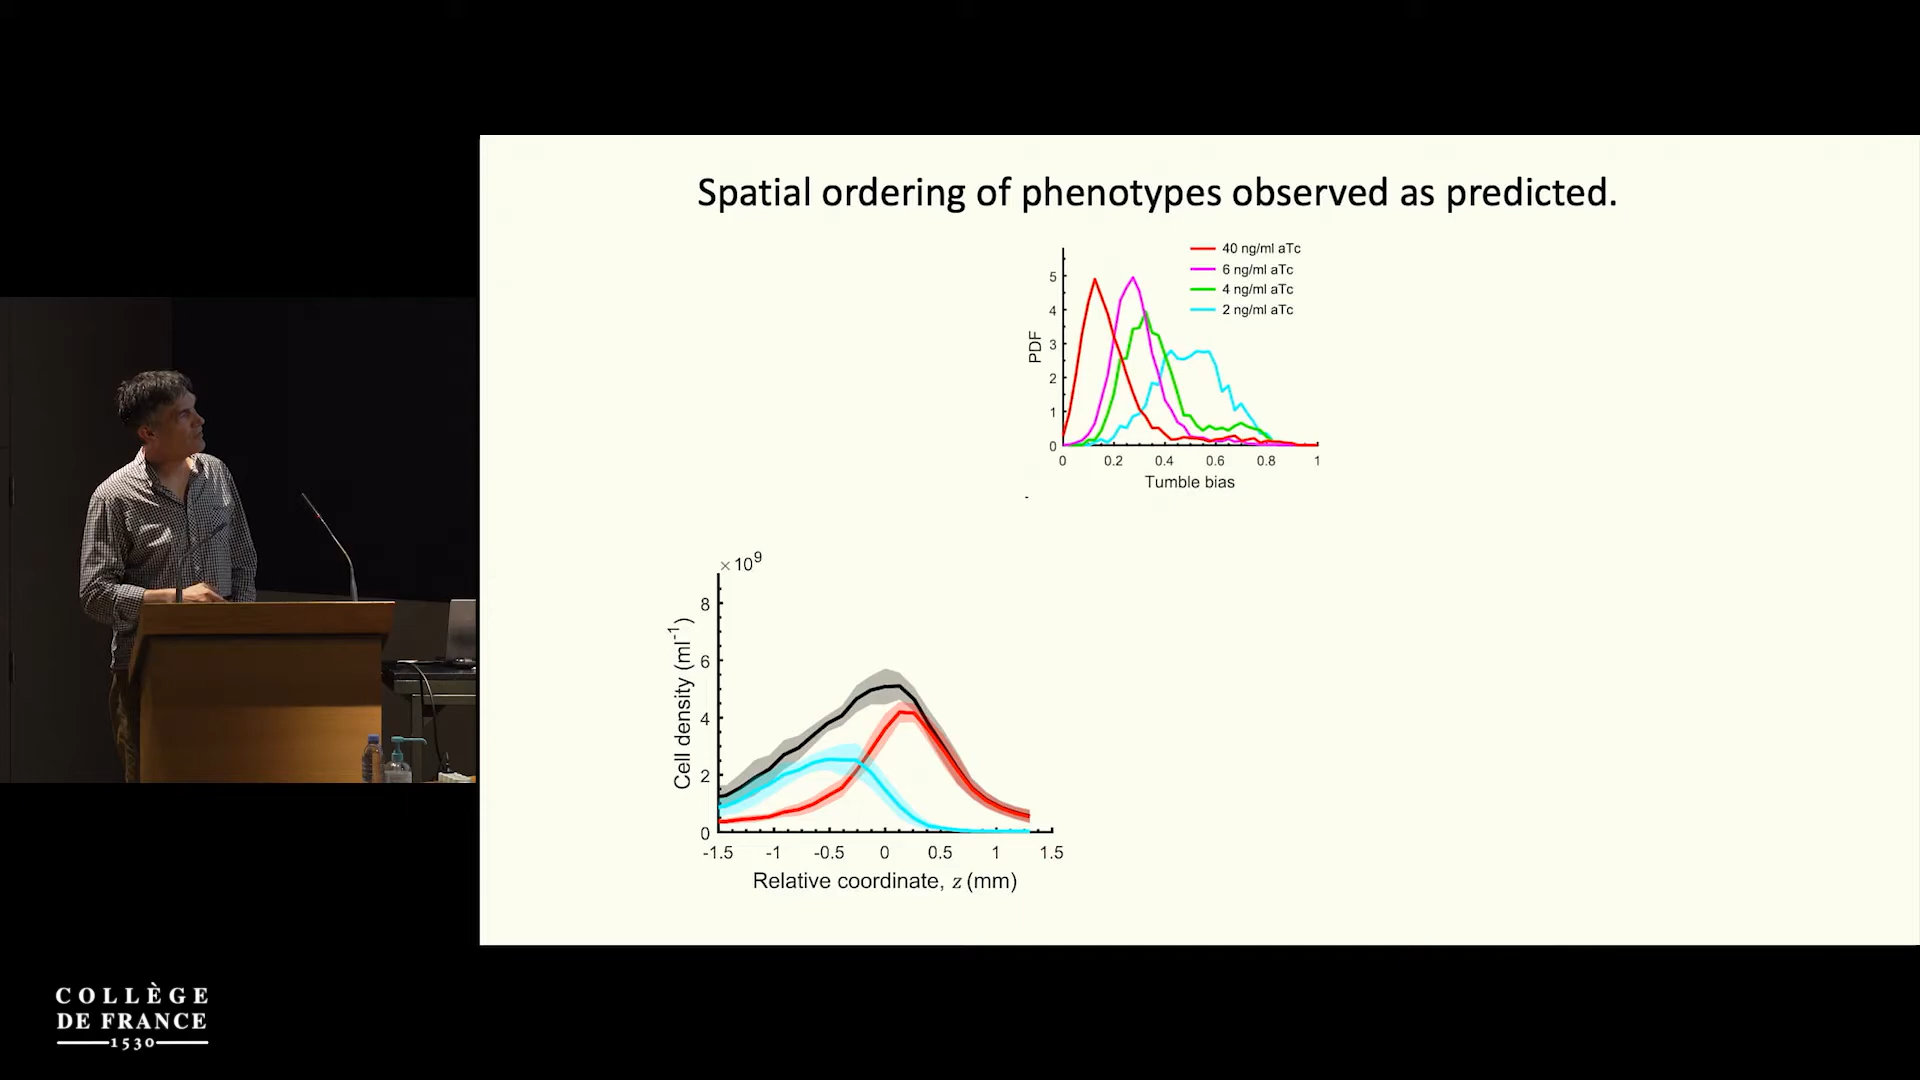 Spatial ordering of phenotypes observed as predicted.
40 ng/ml aTc
6 ng/ml aTc
4 ng/ml aTc
2 ng/ml aTc
PDF
5
4
3
2
1
0
0 0.2 0.4 0.6 0.8 1
Tumble bias
×10⁹
Cell density (ml⁻¹)
8
6
4
2
0
-1.5 -1 -0.5 0 0.5 1 1.5
Relative coordinate, z (mm)
COLLÈGE
DE FRANCE
1530